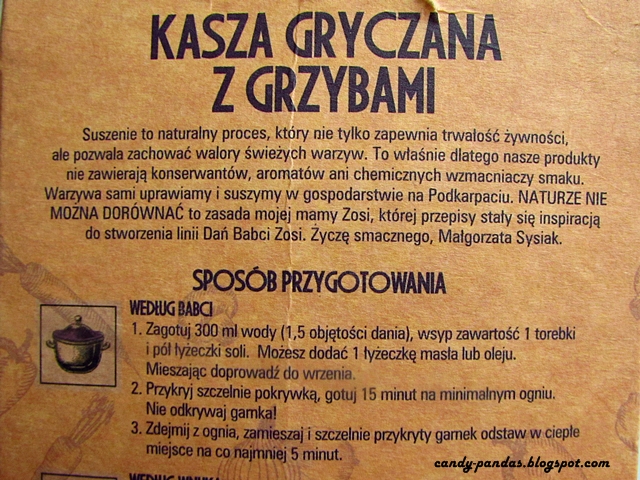 KASZA GRYCZANA
Z GRZYBAMI
Suszenie to naturalny proces, który nie tylko zapewnia trwałość żywności,
ale pozwala zachować walory świeżych warzyw. To właśnie dlatego nasze produkty
nie zawierają konserwantów, aromatów ani chemicznych wzmacniaczy smaku.
Warzywa sami uprawiamy i suszymy w gospodarstwie na Podkarpaciu. NATURZE NIE
MOŻNA DORÓWNAĆ to zasada mojej mamy Zosi, której przepisy stały się inspiracją
do stworzenia linii Dań Babci Zosi. Życzę smacznego, Małgorzata Sysiak.
SPOSÓB PRZYGOTOWANIA
WEDŁUG BABCI
1. Zagotuj 300 ml wody (1,5 objętości dania), wsyp zawartość 1 torebki
i pół łyżeczki soli. Możesz dodać 1 łyżeczkę masła lub oleju.
Mieszając doprowadź do wrzenia.
2. Przykryj szczelnie pokrywką, gotuj 15 minut na minimalnym ogniu.
Nie odkrywaj garnka!
3. Zdejmij z ognia, zamieszaj i szczelnie przykryty garnek odstaw w ciepłe
miejsce na co najmniej 5 minut.
candy-pandas.blogspot.com